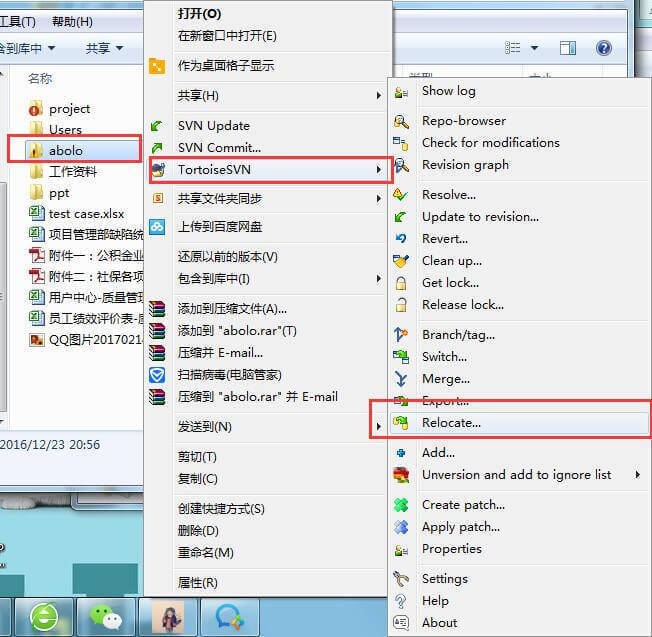 工具(T) 帮助(H)
含到库中 共享
名称
project
Users
abolo
工作资料
ppt
test case.xlsx
项目管理部缺陷统
附件一：公积金业
附件二：社保各项
用户中心-质量管理
员工绩效评价表-质
QQ图片20170214
2016/12/23 20:56
打开(O)
在新窗口中打开(E)
作为桌面格子显示
共享(H)
SVN Update
SVN Commit...
TortoiseSVN
共享文件夹同步
上传到百度网盘
还原以前的版本(V)
包含到库中(I)
添加到压缩文件(A)...
添加到 "abolo.rar"(T)
压缩并 E-mail...
扫描病毒(电脑管家)
压缩到 "abolo.rar" 并 E-mail
发送到(N)
剪切(T)
复制(C)
创建快捷方式(S)
删除(D)
重命名(M)
属性(R)
Show log
Repo-browser
Check for modifications
Revision graph
Resolve...
Update to revision...
Revert...
Clean up...
Get lock...
Release lock...
Branch/tag...
Switch...
Merge...
Export...
Relocate...
Add...
Unversion and add to ignore list
Create patch...
Apply patch...
Properties
Settings
Help
About